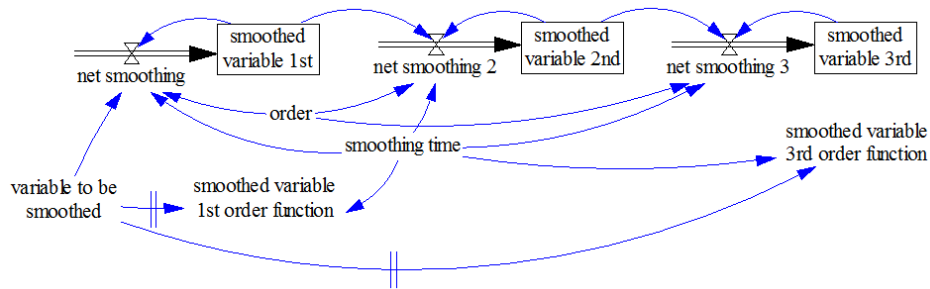 smoothed
variable 1st
smoothed
variable 2nd
smoothed
variable 3rd
net smoothing
net smoothing 2
net smoothing 3
order
smoothing time
smoothed variable
3rd order function
variable to be
smoothed
smoothed variable
1st order function